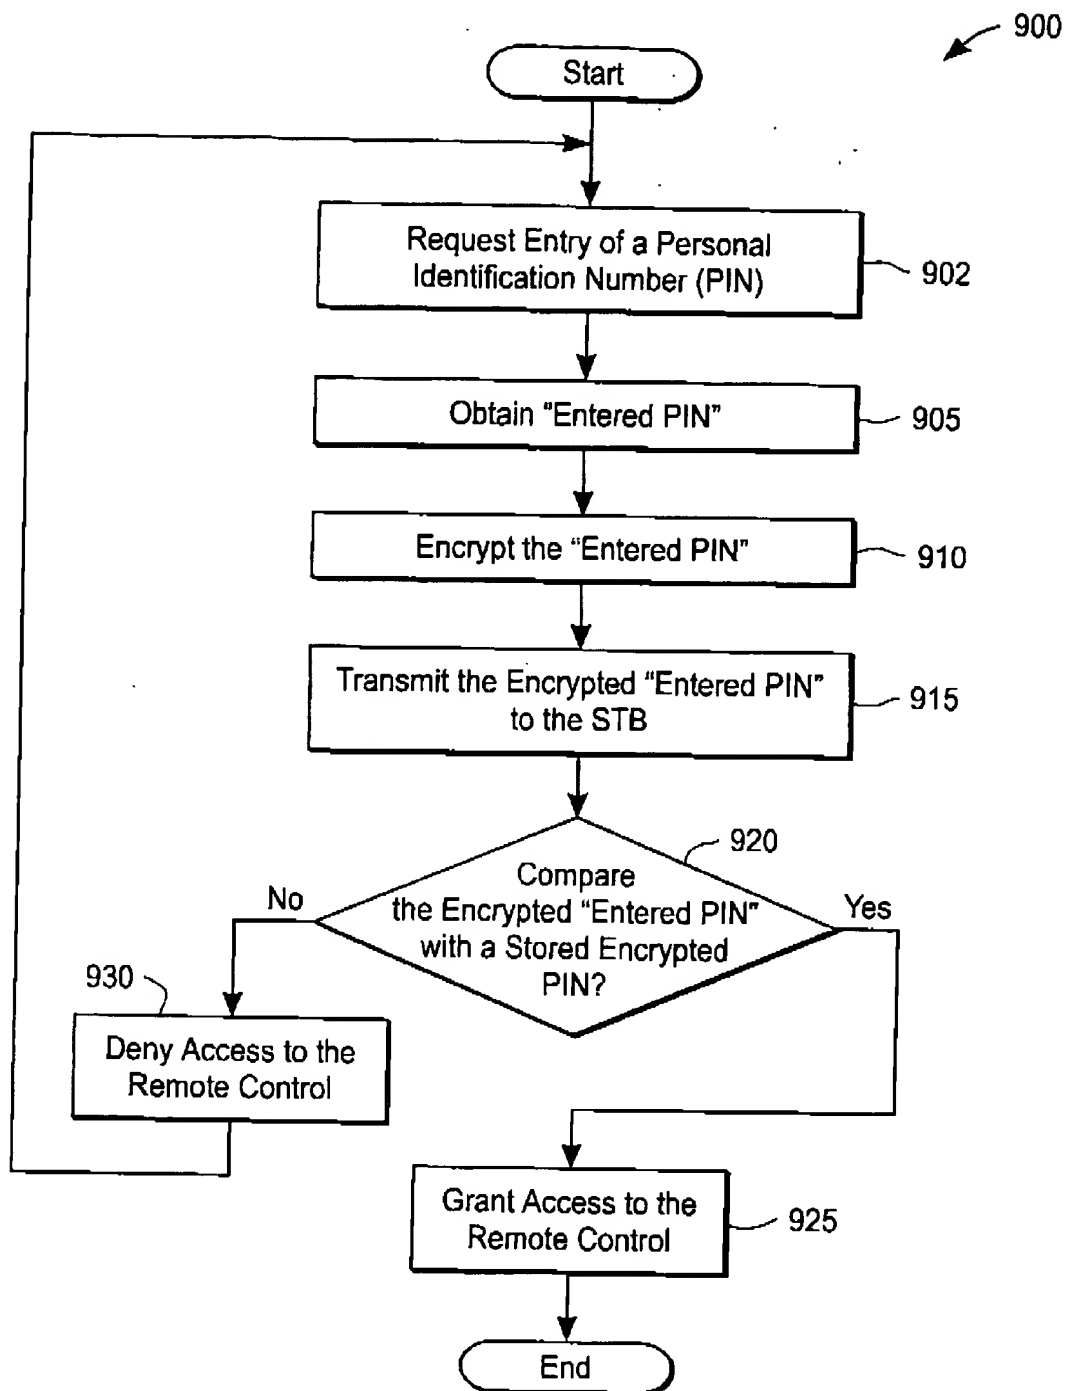 900
Start
Request Entry of a Personal
Identification Number (PIN)
902
Obtain "Entered PIN"
905
Encrypt the "Entered PIN"
910
Transmit the Encrypted "Entered PIN"
to the STB
915
920
Compare
the Encrypted "Entered PIN"
with a Stored Encrypted
PIN?
No
Yes
930
Deny Access to the
Remote Control
Grant Access to the
Remote Control
925
End